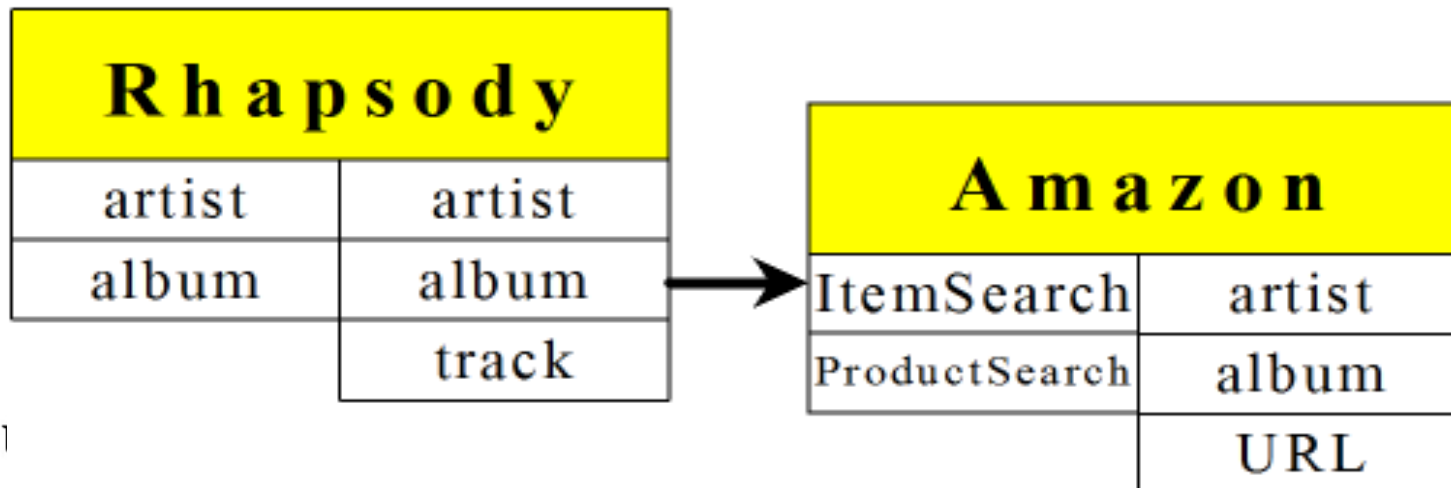 Rhapsody
artist artist
album album
track
Amazon
ItemSearch artist
ProductSearch album
URL